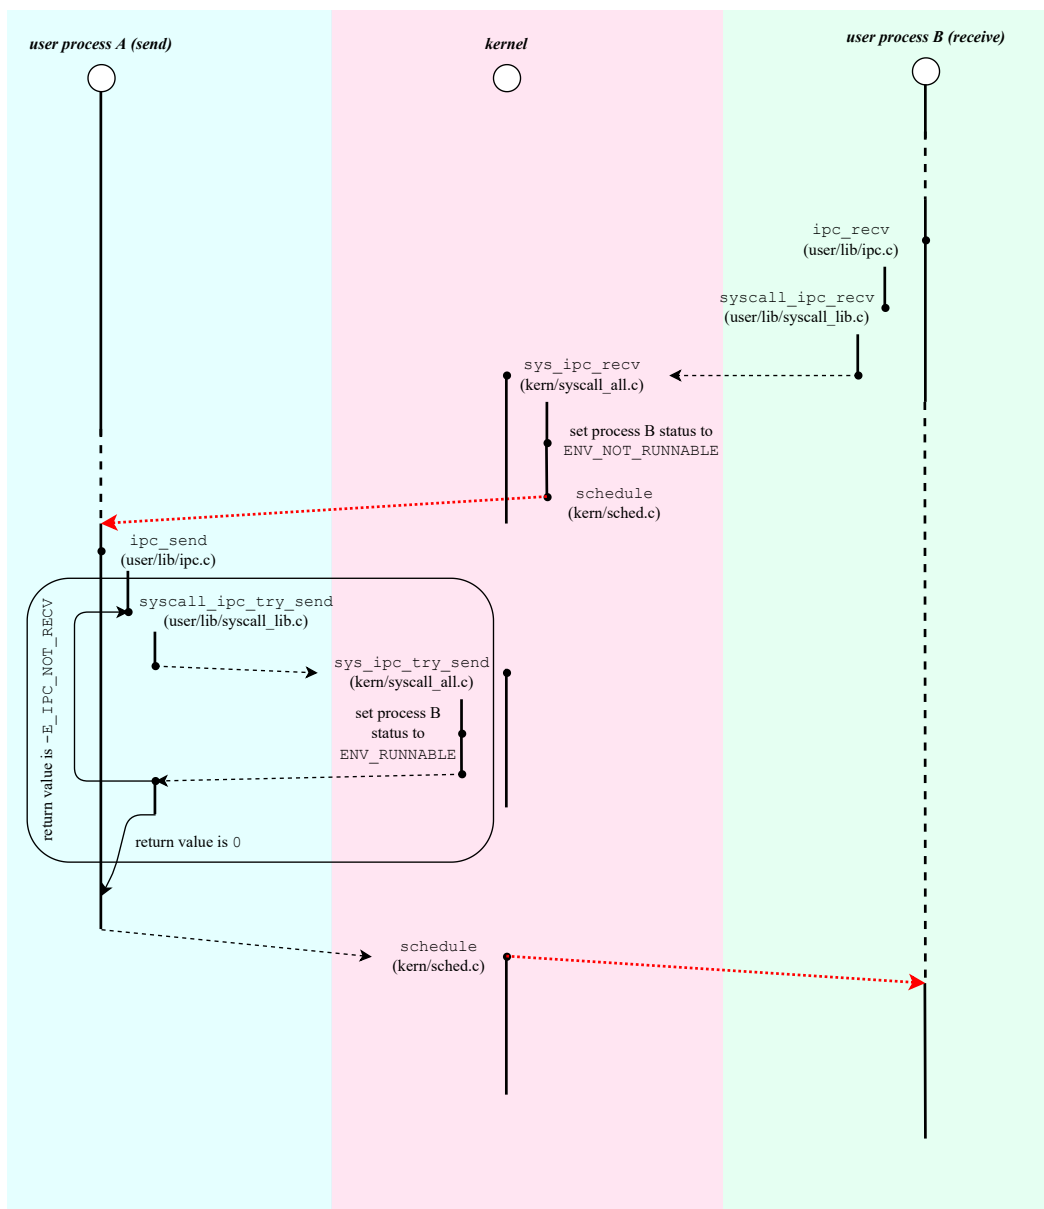 user process A (send)
kernel
user process B (receive)
ipc_recv
(user/lib/ipc.c)
syscall_ipc_recv
(user/lib/syscall_lib.c)
sys_ipc_recv
(kern/syscall_all.c)
set process B status to
ENV_NOT_RUNNABLE
schedule
(kern/sched.c)
ipc_send
(user/lib/ipc.c)
return value is -E_IPC_NOT_RECV
syscall_ipc_try_send
(user/lib/syscall_lib.c)
sys_ipc_try_send
(kern/syscall_all.c)
set process B
status to
ENV_RUNNABLE
return value is 0
schedule
(kern/sched.c)